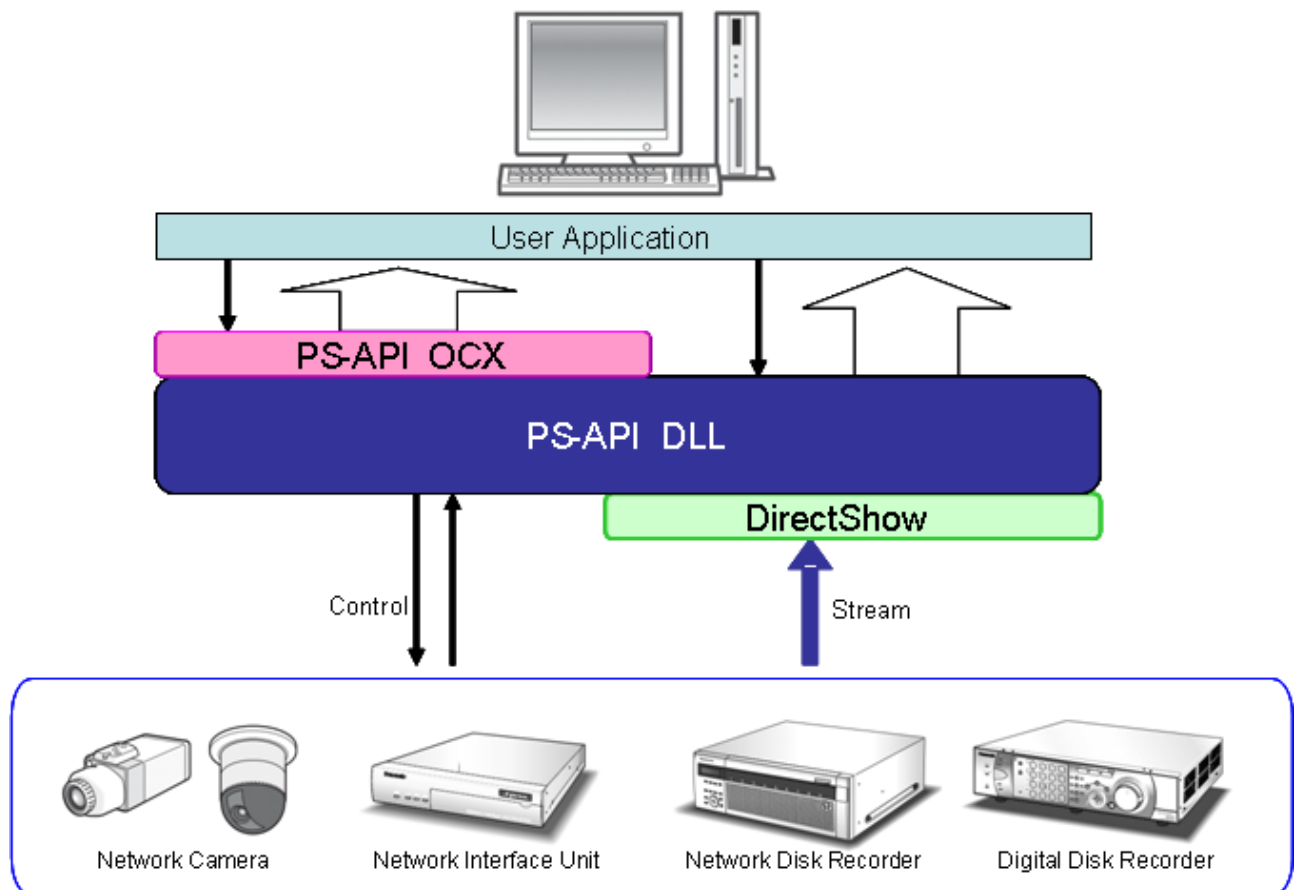 User Application
PS-API OCX
PS-API DLL
DirectShow
Control
Stream
Network Camera
Network Interface Unit
Network Disk Recorder
Digital Disk Recorder